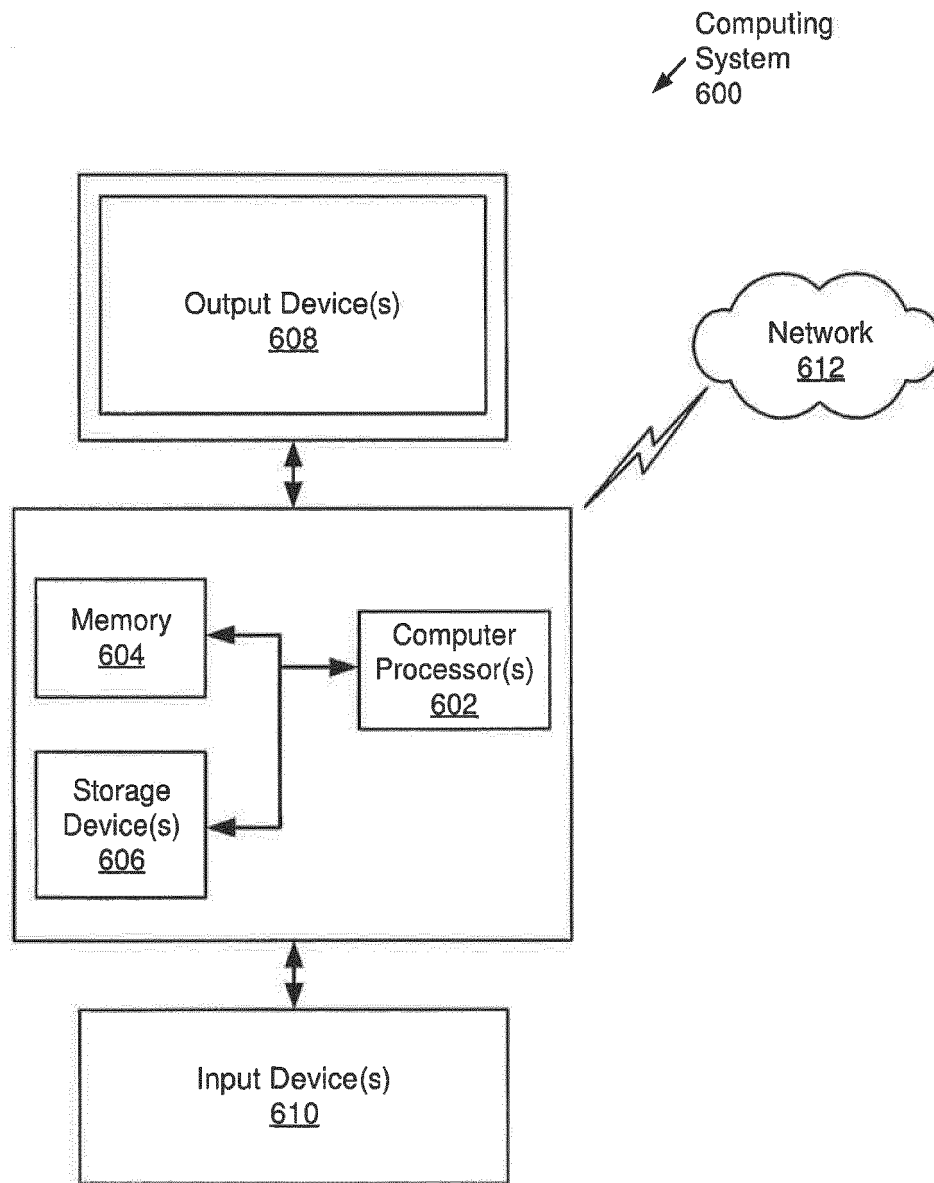 Computing
System
600
Output Device(s)
608
Network
612
Memory
604
Computer
Processor(s)
602
Storage
Device(s)
606
Input Device(s)
610